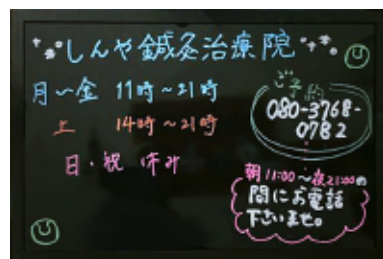 しんや鍼灸治療院
月〜金 11時〜21時
土 14時〜21時
日・祝 休み
ご予約
080-3768-
0782
朝11:00〜夜21:00の
間にお電話
下さいませ。